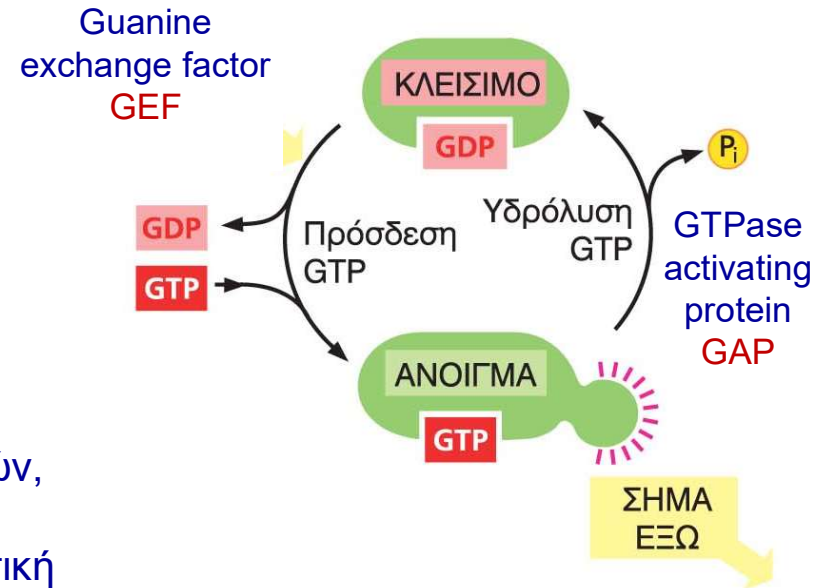 Guanine
exchange factor
GEF
ΚΛΕΙΣΙΜΟ
GDP
Pi
GDP
GTP
Πρόσδεση
GTP
Υδρόλυση
GTP
GTPase
activating
protein
GAP
ΑΝΟΙΓΜΑ
GTP
ΣΗΜΑ
ΕΞΩ